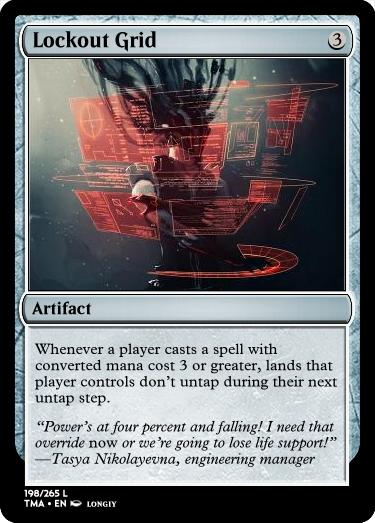 Lockout Grid 3
Artifact
Whenever a player casts a spell with
converted mana cost 3 or greater, lands that
player controls don't untap during their next
untap step.
"Power's at four percent and falling! I need that
override now or we're going to lose life support!"
—Tasya Nikolayevna, engineering manager
198/265 L
TMA • EN LONGIY